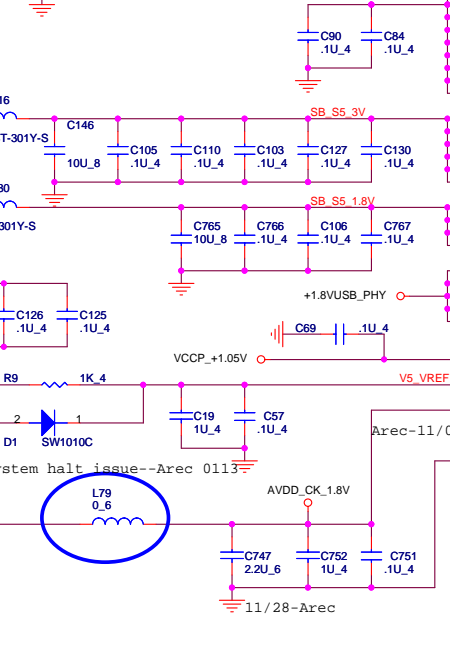 C90
.1U_4
C84
.1U_4
16
T-301Y-S
SB_S5_3V
C146
10U_8
C105
.1U_4
C110
.1U_4
C103
.1U_4
C127
.1U_4
C130
.1U_4
30
301Y-S
SB_S5_1.8V
C765
10U_8
C766
.1U_4
C106
.1U_4
C767
.1U_4
+1.8VUSB_PHY
C126
.1U_4
C125
.1U_4
C69
.1U_4
VCCP_+1.05V
R9
1K_4
V5_VREF
2
1
D1
SW1010C
C19
1U_4
C57
.1U_4
Arec-11/0
ystem halt issue--Arec 0113
L79
0_6
AVDD_CK_1.8V
C747
2.2U_6
C752
1U_4
C751
.1U_4
11/28-Arec